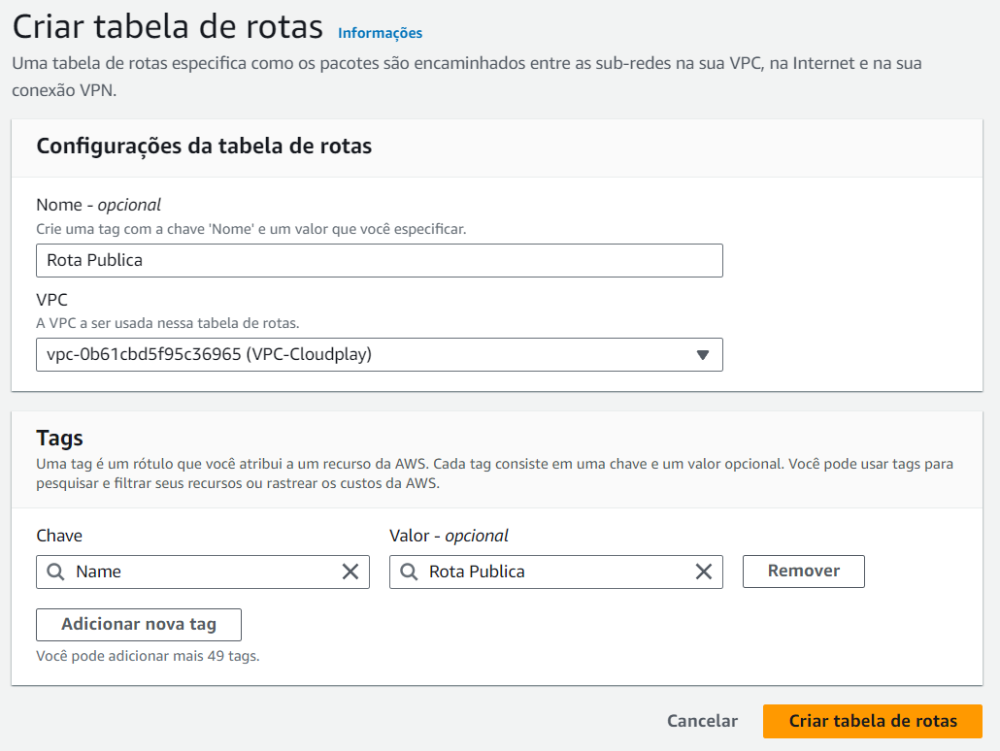 Criar tabela de rotas Informações
Uma tabela de rotas especifica como os pacotes são encaminhados entre as sub-redes na sua VPC, na Internet e na sua
conexão VPN.
Configurações da tabela de rotas
Nome - opcional
Crie uma tag com a chave 'Nome' e um valor que você especificar.
Rota Publica
VPC
A VPC a ser usada nessa tabela de rotas.
vpc-0b61cbd5f95c36965 (VPC-Cloudplay)
Tags
Uma tag é um rótulo que você atribui a um recurso da AWS. Cada tag consiste em uma chave e um valor opcional. Você pode usar tags para
pesquisar e filtrar seus recursos ou rastrear os custos da AWS.
Chave Valor - opcional
Name Rota Publica Remover
Adicionar nova tag
Você pode adicionar mais 49 tags.
Cancelar Criar tabela de rotas